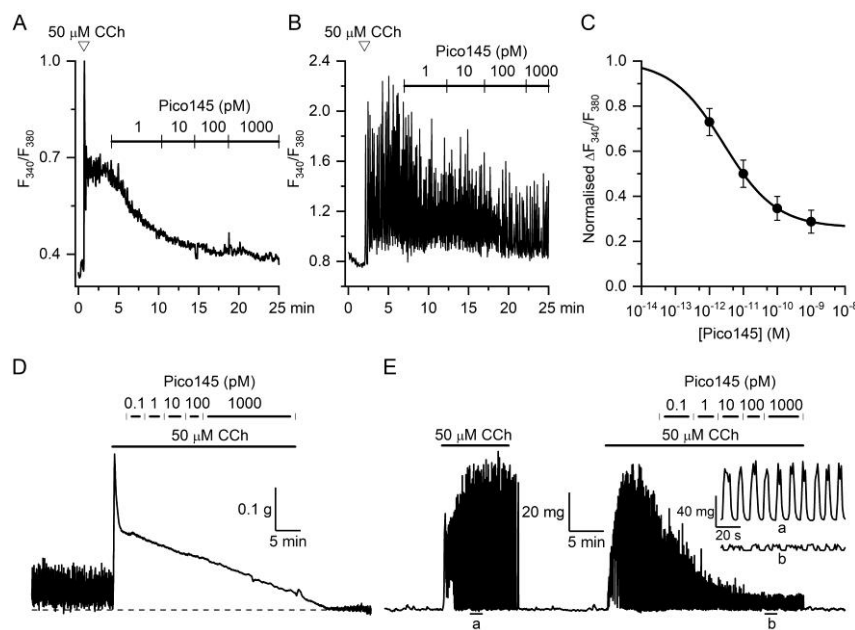 A B C
50 µM CCh
Pico145 (pM)
1 10 100 1000
F340/F380
1.0
0.7
0.4
0 5 10 15 20 25 min
50 µM CCh
Pico145 (pM)
1 10 100 1000
F340/F380
2.4
2.0
1.6
1.2
0.8
0 5 10 15 20 25 min
Normalised ΔF340/F380
1.0
0.8
0.6
0.4
0.2
0.0
10-14 10-13 10-12 10-11 10-10 10-9 10-8
[Pico145] (M)
D E
Pico145 (pM)
0.1 1 10 100 1000
50 µM CCh
0.1 g
5 min
50 µM CCh
20 mg
5 min
Pico145 (pM)
0.1 1 10 100 1000
50 µM CCh
40 mg
20 s
a
b
a
b